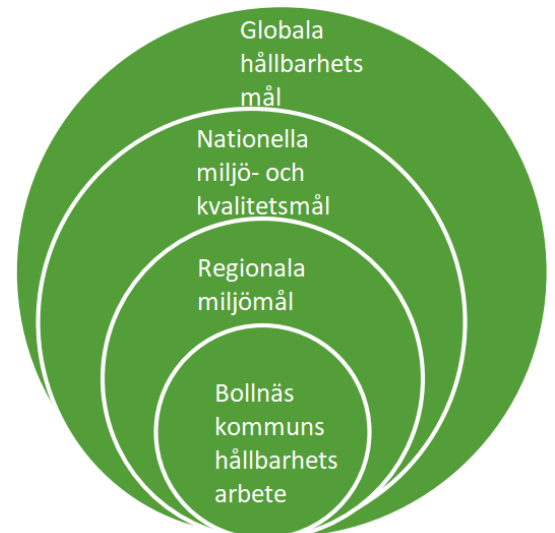 Globala
hållbarhets
mål
Nationella
miljö- och
kvalitetsmål
Regionala
miljömål
Bollnäs
kommuns
hållbarhets
arbete